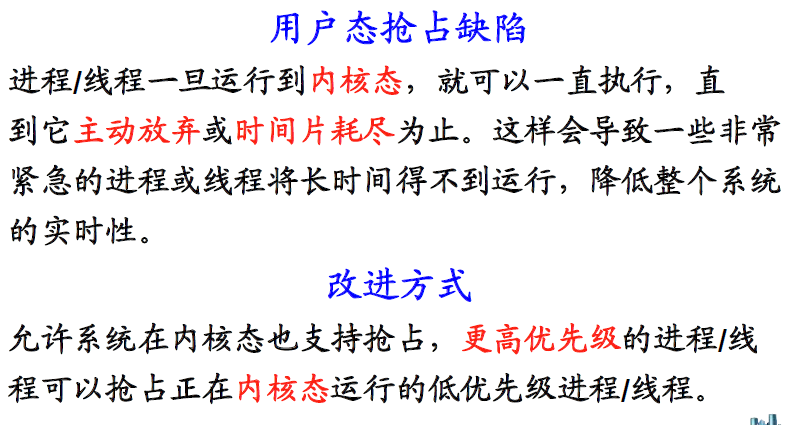 用户态抢占缺陷
进程/线程一旦运行到内核态，就可以一直执行，直
到它主动放弃或时间片耗尽为止。这样会导致一些非常
紧急的进程或线程将长时间得不到运行，降低整个系统
的实时性。
改进方式
允许系统在内核态也支持抢占，更高优先级的进程/线
程可以抢占正在内核态运行的低优先级进程/线程。